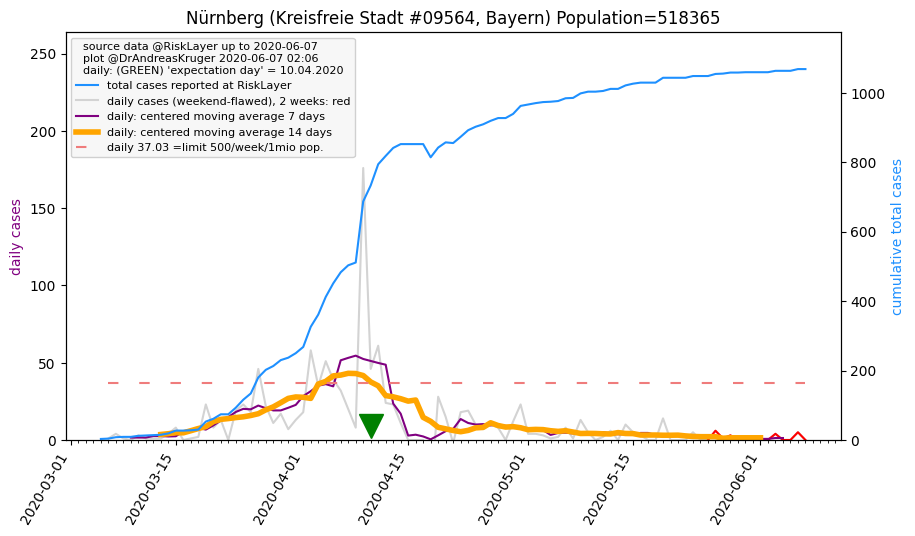 Nürnberg (Kreisfreie Stadt #09564, Bayern) Population=518365
source data @RiskLayer up to 2020-06-07
plot @DrAndreasKruger 2020-06-07 02:06
daily: (GREEN) 'expectation day' = 10.04.2020
total cases reported at RiskLayer
daily cases (weekend-flawed), 2 weeks: red
daily: centered moving average 7 days
daily: centered moving average 14 days
daily 37.03 =limit 500/week/1mio pop.
daily cases
250
200
150
100
50
0
cumulative total cases
1000
800
600
400
200
0
2020-03-01
2020-03-15
2020-04-01
2020-04-15
2020-05-01
2020-05-15
2020-06-01